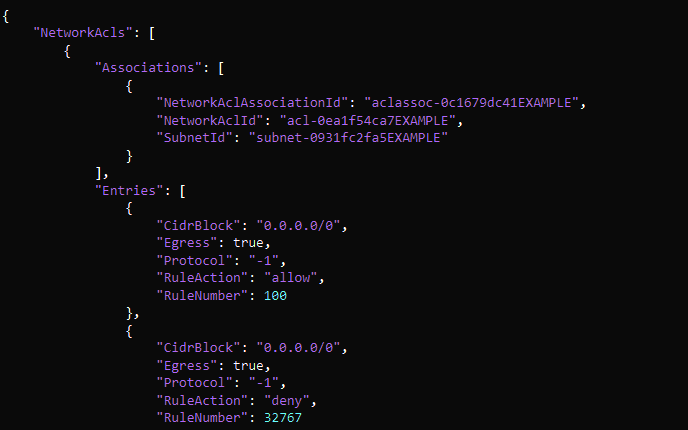 {
    "NetworkAcls": [
        {
            "Associations": [
                {
                    "NetworkAclAssociationId": "aclassoc-0c1679dc41EXAMPLE",
                    "NetworkAclId": "acl-0ea1f54ca7EXAMPLE",
                    "SubnetId": "subnet-0931fc2fa5EXAMPLE"
                }
            ],
            "Entries": [
                {
                    "CidrBlock": "0.0.0.0/0",
                    "Egress": true,
                    "Protocol": "-1",
                    "RuleAction": "allow",
                    "RuleNumber": 100
                },
                {
                    "CidrBlock": "0.0.0.0/0",
                    "Egress": true,
                    "Protocol": "-1",
                    "RuleAction": "deny",
                    "RuleNumber": 32767